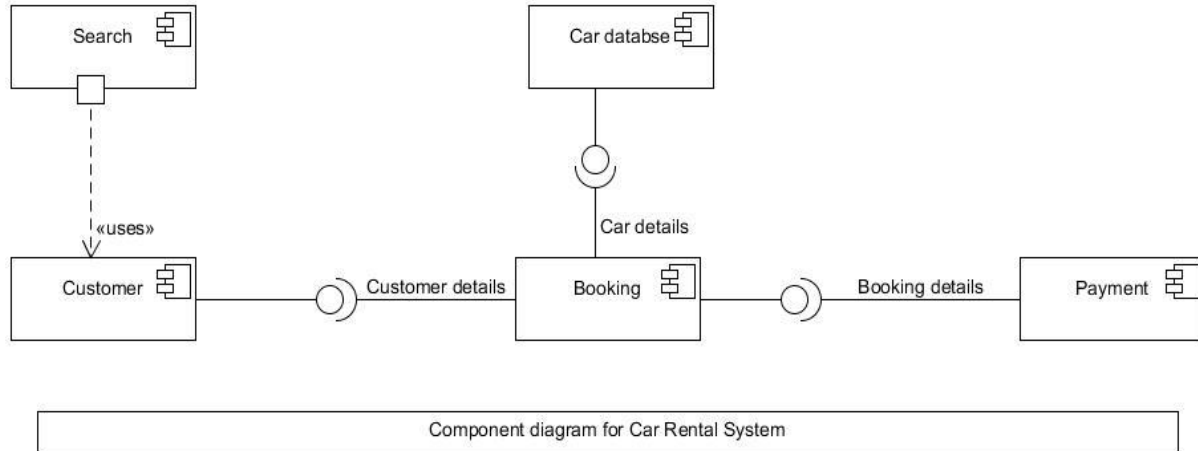 Search
Car databse
«uses»
Car details
Customer
Customer details
Booking
Booking details
Payment
Component diagram for Car Rental System